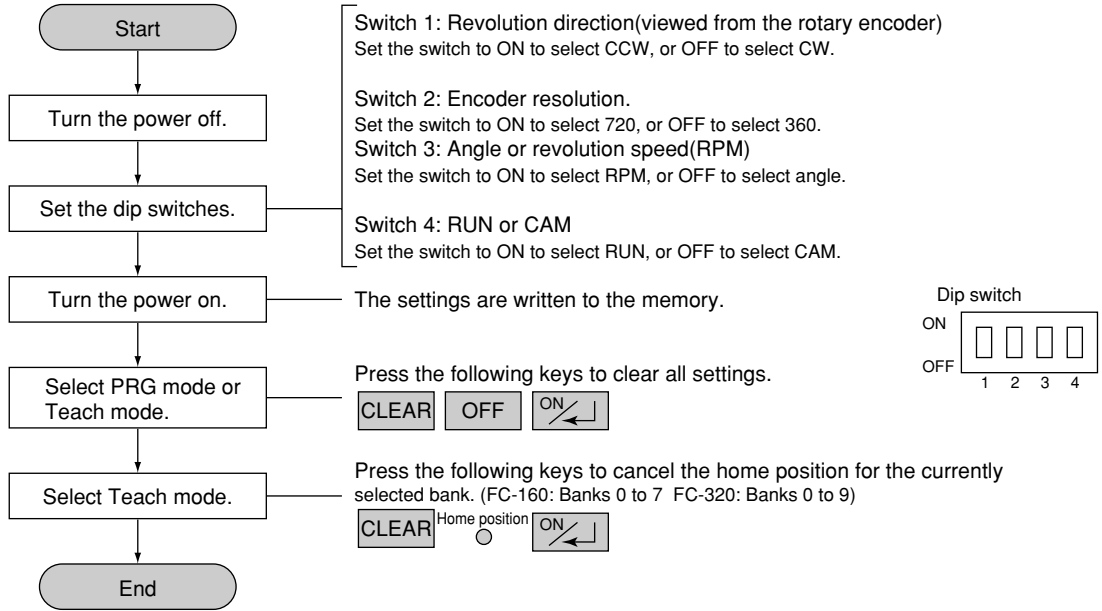 Start
Turn the power off.
Set the dip switches.
Switch 1: Revolution direction(viewed from the rotary encoder)
Set the switch to ON to select CCW, or OFF to select CW.
Switch 2: Encoder resolution.
Set the switch to ON to select 720, or OFF to select 360.
Switch 3: Angle or revolution speed(RPM)
Set the switch to ON to select RPM, or OFF to select angle.
Switch 4: RUN or CAM
Set the switch to ON to select RUN, or OFF to select CAM.
Turn the power on.
The settings are written to the memory.
Dip switch
ON
OFF
1 2 3 4
Select PRG mode or
Teach mode.
Press the following keys to clear all settings.
CLEAR OFF ON
Select Teach mode.
Press the following keys to cancel the home position for the currently
selected bank. (FC-160: Banks 0 to 7 FC-320: Banks 0 to 9)
CLEAR Home position ON
End